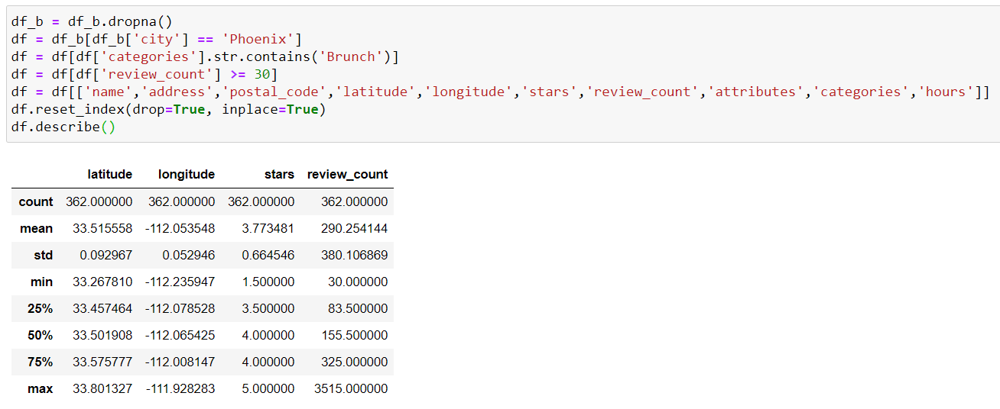 df_b = df_b.dropna()
df = df_b[df_b['city'] == 'Phoenix']
df = df[df['categories'].str.contains('Brunch')]
df = df[df['review_count'] >= 30]
df = df[['name','address','postal_code','latitude','longitude','stars','review_count','attributes','categories','hours']]
df.reset_index(drop=True, inplace=True)
df.describe()
latitude longitude stars review_count
count 362.000000 362.000000 362.000000 362.000000
mean 33.515558 -112.053548 3.773481 290.254144
std 0.092967 0.052946 0.664546 380.106869
min 33.267810 -112.235947 1.500000 30.000000
25% 33.457464 -112.078528 3.500000 83.500000
50% 33.501908 -112.065425 4.000000 155.500000
75% 33.575777 -112.008147 4.000000 325.000000
max 33.801327 -111.928283 5.000000 3515.000000